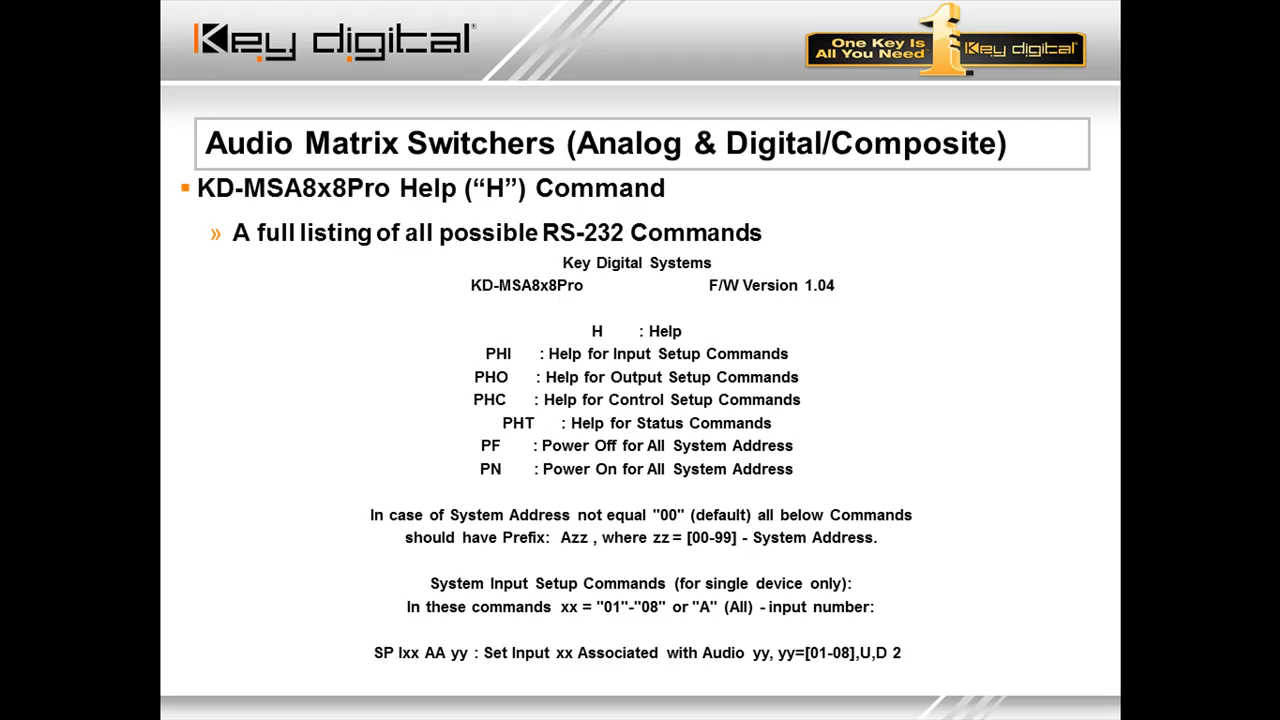 Key digital®
One Key Is
All You Need
1
Key digital®
Audio Matrix Switchers (Analog & Digital/Composite)
KD-MSA8x8Pro Help (“H”) Command
» A full listing of all possible RS-232 Commands
Key Digital Systems
KD-MSA8x8Pro F/W Version 1.04
H : Help
PHI : Help for Input Setup Commands
PHO : Help for Output Setup Commands
PHC : Help for Control Setup Commands
PHT : Help for Status Commands
PF : Power Off for All System Address
PN : Power On for All System Address
In case of System Address not equal "00" (default) all below Commands
should have Prefix: Azz , where zz = [00-99] - System Address.
System Input Setup Commands (for single device only):
In these commands xx = "01"-"08" or "A" (All) - input number:
SP Ixx AA yy : Set Input xx Associated with Audio yy, yy=[01-08],U,D 2